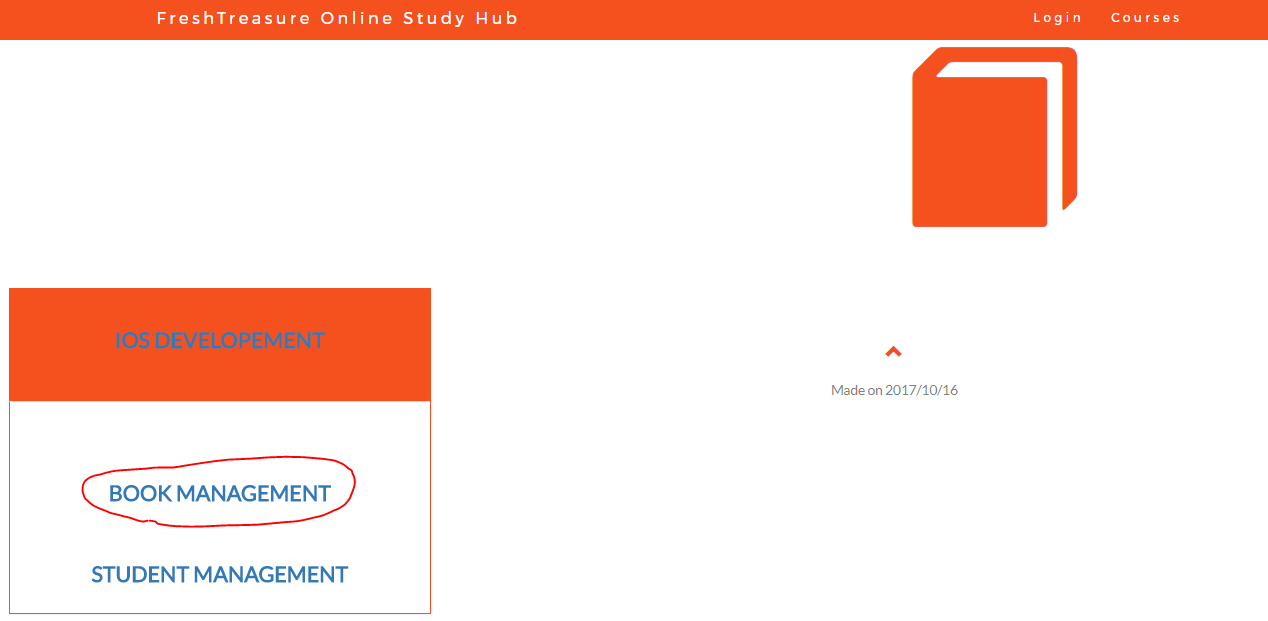 FreshTreasure Online Study Hub
Login Courses
IOS DEVELOPEMENT
BOOK MANAGEMENT
STUDENT MANAGEMENT
Made on 2017/10/16